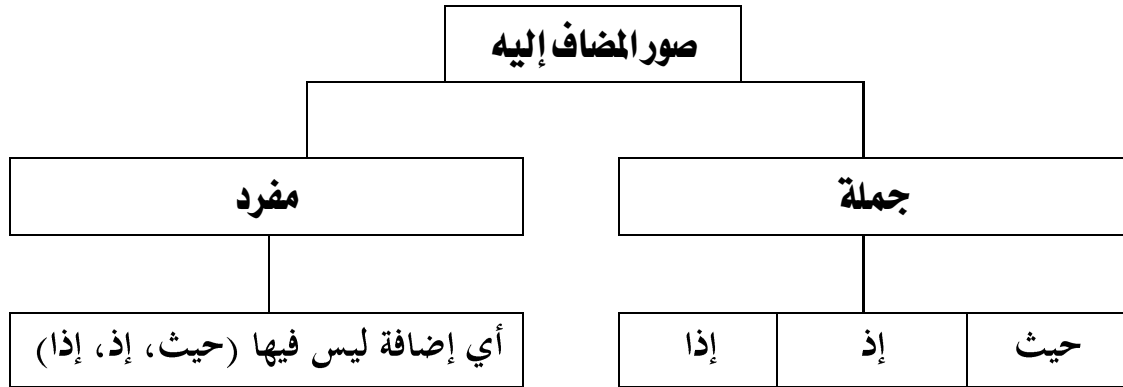 صور المضاف إليه
جملة
مفرد
حيث
إذ
إذا
أي إضافة ليس فيها (حيث، إذ، إذا)